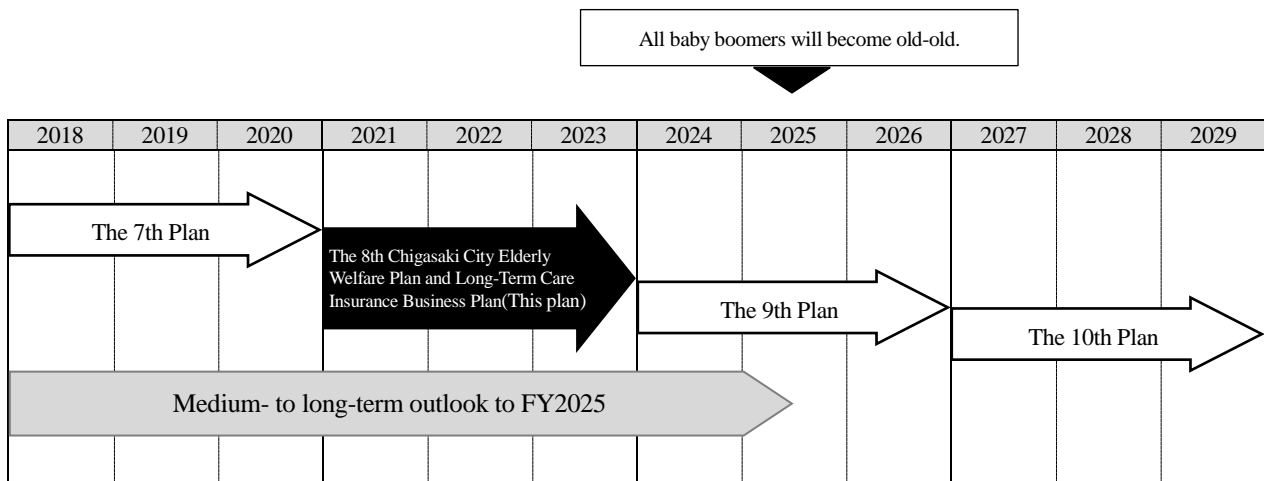 All baby boomers will become old-old.
2018 2019 2020 2021 2022 2023 2024 2025 2026 2027 2028 2029
The 7th Plan
The 8th Chigasaki City Elderly
Welfare Plan and Long-Term Care
Insurance Business Plan(This plan)
The 9th Plan
The 10th Plan
Medium- to long-term outlook to FY2025